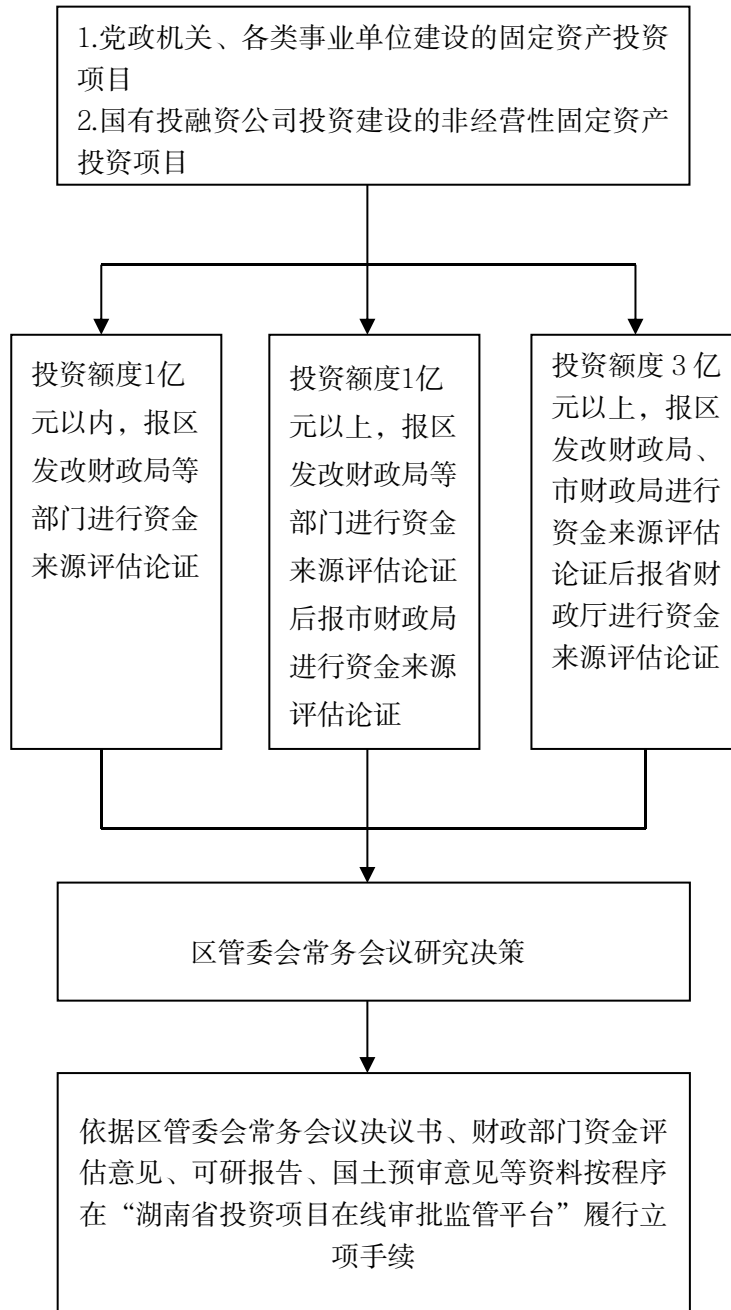 1.党政机关、各类事业单位建设的固定资产投资
项目
2.国有投融资公司投资建设的非经营性固定资产
投资项目
投资额度1亿
元以内，报区
发改财政局等
部门进行资金
来源评估论证
投资额度1亿
元以上，报区
发改财政局等
部门进行资金
来源评估论证
后报市财政局
进行资金来源
评估论证
投资额度 3 亿
元以上，报区
发改财政局、
市财政局进行
资金来源评估
论证后报省财
政厅进行资金
来源评估论证
区管委会常务会议研究决策
依据区管委会常务会议决议书、财政部门资金评
估意见、可研报告、国土预审意见等资料按程序
在“湖南省投资项目在线审批监管平台”履行立
项手续